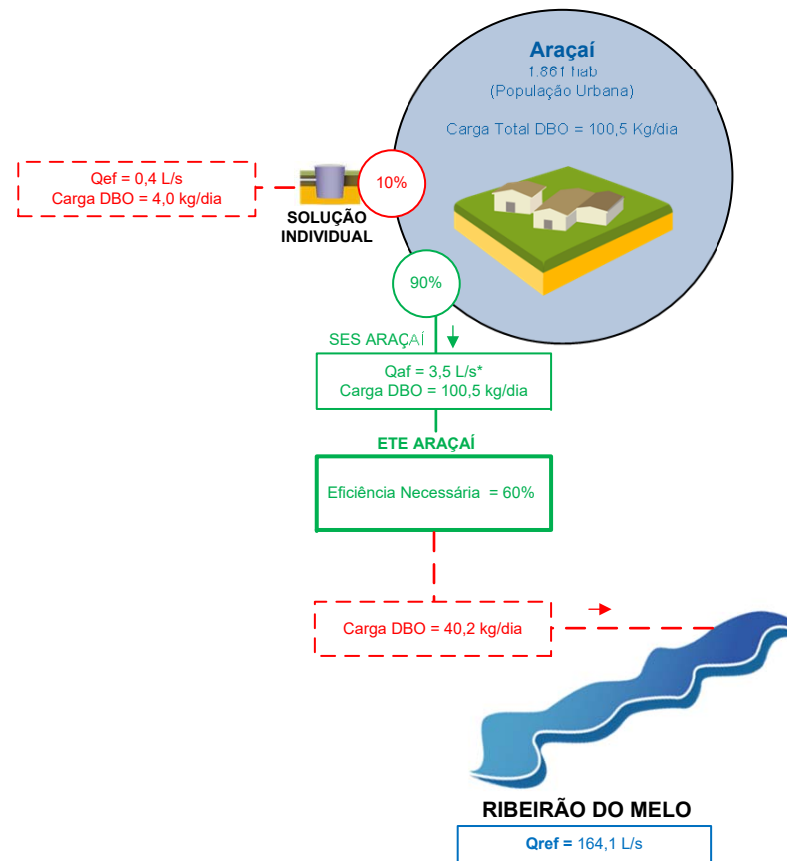 Araçaí
1.861 hab
(População Urbana)
Carga Total DBO = 100,5 Kg/dia
Qef = 0,4 L/s
Carga DBO = 4,0 kg/dia
10%
SOLUÇÃO
INDIVIDUAL
90%
SES ARAÇAÍ
Qaf = 3,5 L/s*
Carga DBO = 100,5 kg/dia
ETE ARAÇAÍ
Eficiência Necessária = 60%
Carga DBO = 40,2 kg/dia
RIBEIRÃO DO MELO
Qref = 164,1 L/s